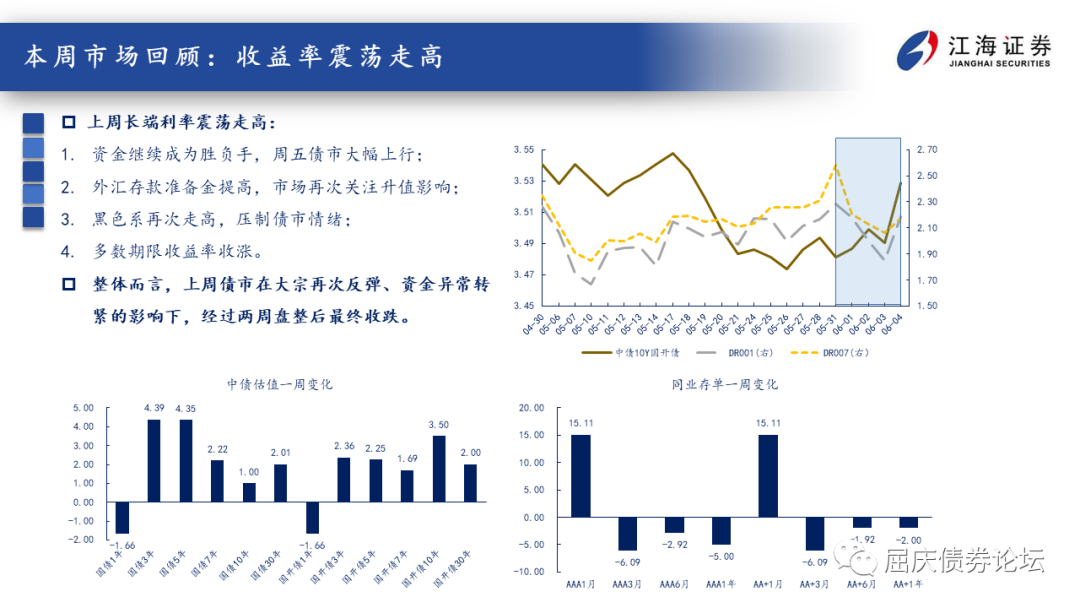 本周市场回顾：收益率震荡走高
江海证券
JIANGHAI SECURITIES
上周长端利率震荡走高：
1. 资金继续成为胜负手，周五债市大幅上行；
2. 外汇存款准备金提高，市场再次关注升值影响；
3. 黑色系再次走高，压制债市情绪；
4. 多数期限收益率收涨。
整体而言，上周债市在大宗再次反弹、资金异常转
紧的影响下，经过两周盘整后最终收跌。
3.55
3.53
3.51
3.49
3.47
3.45
2.70
2.50
2.30
2.10
1.90
1.70
1.50
04-30 05-06 05-07 05-10 05-11 05-12 05-13 05-14 05-17 05-18 05-19 05-20 05-21 05-24 05-25 05-26 05-27 05-28 05-31 06-01 06-02 06-03 06-04
中债10Y国开债 DR001(右) DR007(右)
中债估值一周变化
5.00
4.00
3.00
2.00
1.00
0.00
-1.00
-2.00
-1.66 4.39 4.35 2.22 1.00 2.01 -1.66 2.36 2.25 1.69 3.50 2.00
国债1年 国债3年 国债5年 国债7年 国债10年 国债30年 国开债1年 国开债3年 国开债5年 国开债7年 国开债10年 国开债30年
同业存单一周变化
20.00
15.00
10.00
5.00
0.00
-5.00
-10.00
15.11 -6.09 -2.92 -5.00 15.11 -6.09 -1.92 -2.00
AAA1月 AAA3月 AAA6月 AAA1年 AA+1月 AA+3月 AA+6月 AA+1年
屈庆债券论坛